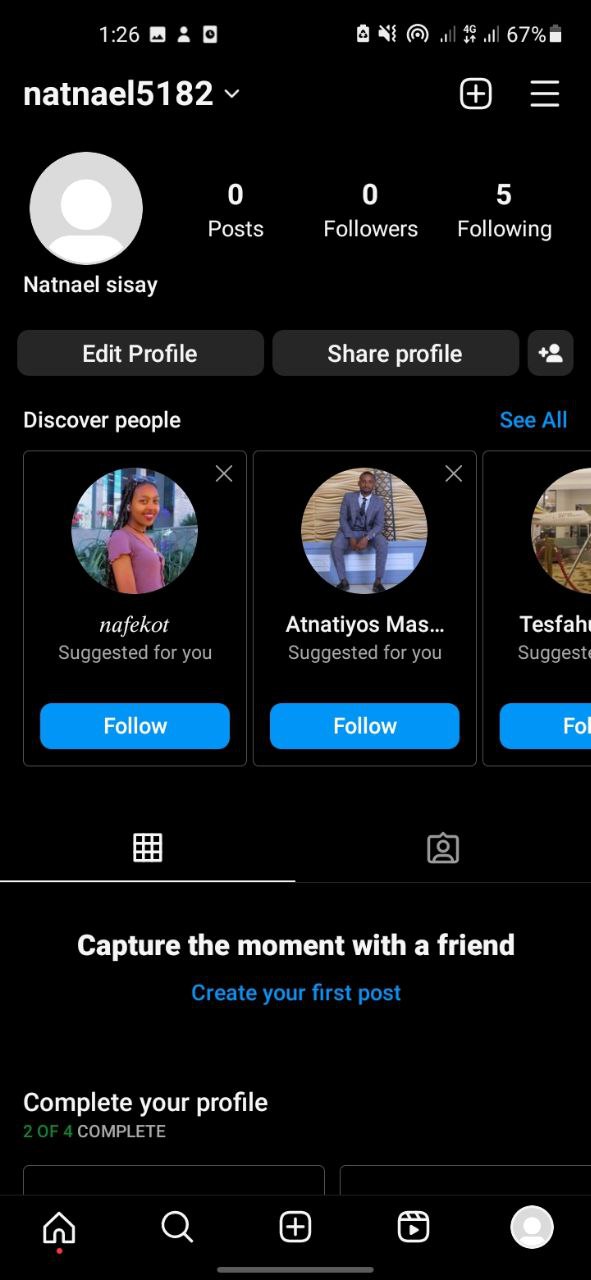 1:26 4G 67%
natnael5182
0 0 5
Posts Followers Following
Natnael sisay
Edit Profile Share profile
Discover people See All
nafekot Atnatiyos Mas... Tesfahu
Suggested for you Suggested for you Suggeste
Follow Follow Fol
Capture the moment with a friend
Create your first post
Complete your profile
2 OF 4 COMPLETE